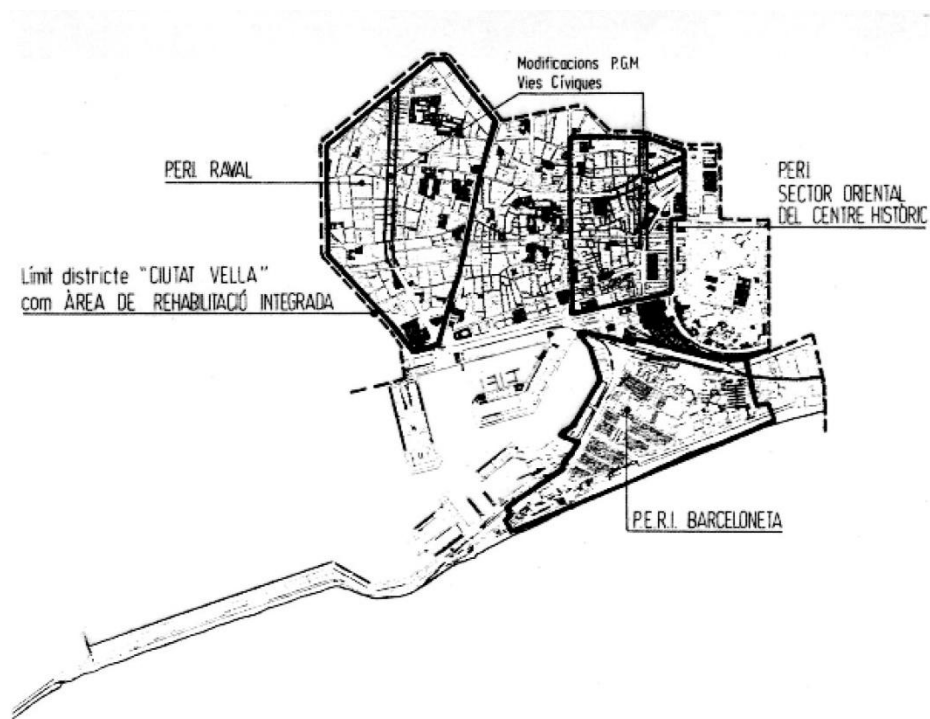 Modificacions P.G.M
Vies Cíviques
PERI RAVAL
PERI
SECTOR ORIENTAL
DEL CENTRE HISTÒRIC
Límit districte "CIUTAT VELLA"
com ÀREA DE REHABILITACIÓ INTEGRADA
P.E.R.I. BARCELONETA